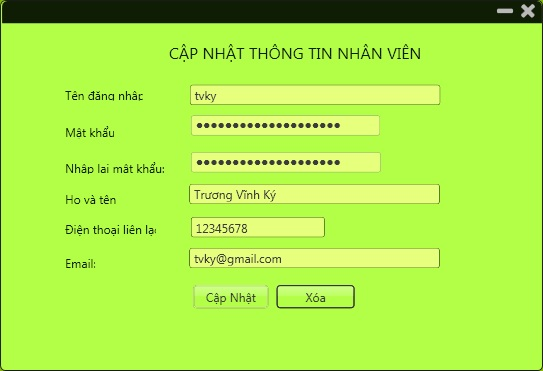 CẬP NHẬT THÔNG TIN NHÂN VIÊN
Tên đăng nhập
tvky
Mật khẩu
••••••••••••••••••••
Nhập lại mật khẩu:
••••••••••••••••••••
Họ và tên
Trương Vĩnh Ký
Điện thoại liên lạc
12345678
Email:
tvky@gmail.com
Cập Nhật
Xóa